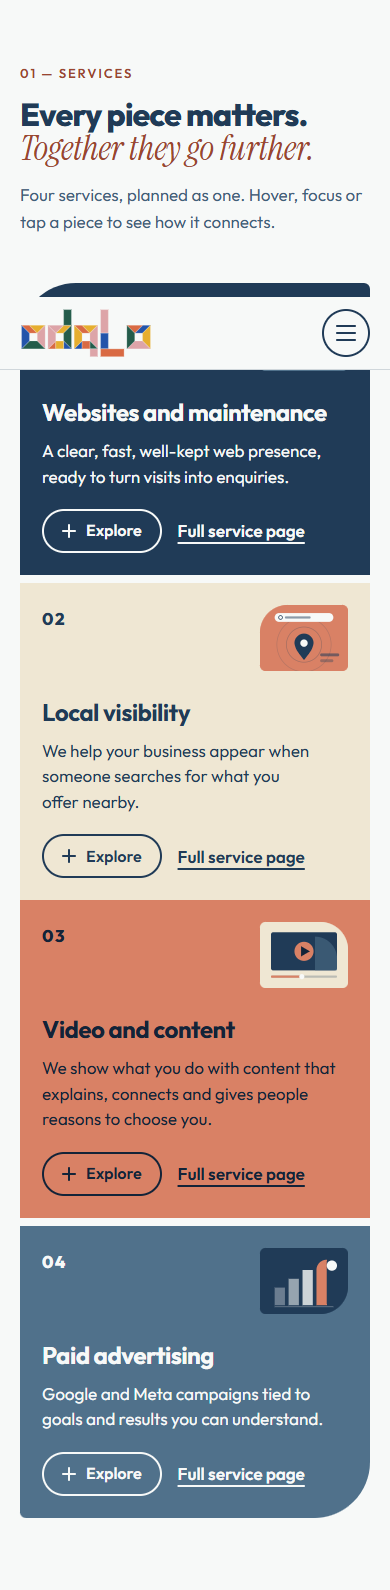 01 — SERVICES
Every piece matters.
Together they go further.
Four services, planned as one. Hover, focus or
tap a piece to see how it connects.
Websites and maintenance
A clear, fast, well-kept web presence,
ready to turn visits into enquiries.
+ Explore Full service page
02
Local visibility
We help your business appear when
someone searches for what you
offer nearby.
+ Explore Full service page
03
Video and content
We show what you do with content that
explains, connects and gives people
reasons to choose you.
+ Explore Full service page
04
Paid advertising
Google and Meta campaigns tied to
goals and results you can understand.
+ Explore Full service page